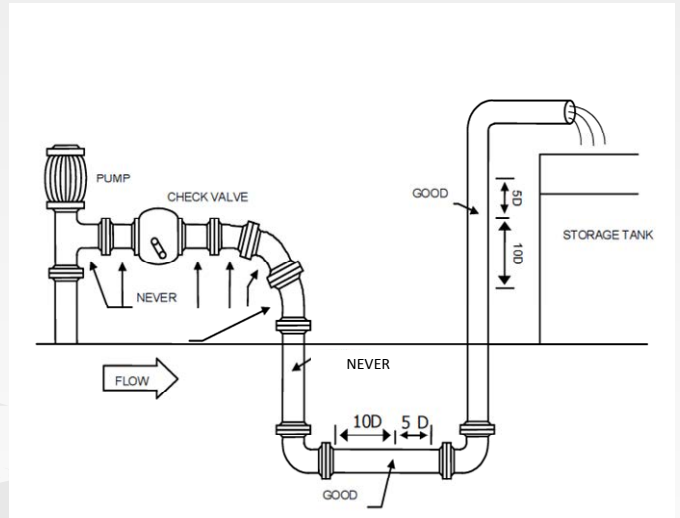 PUMP
CHECK VALVE
GOOD
5D
10D
STORAGE TANK
NEVER
NEVER
FLOW
10D 5 D
GOOD